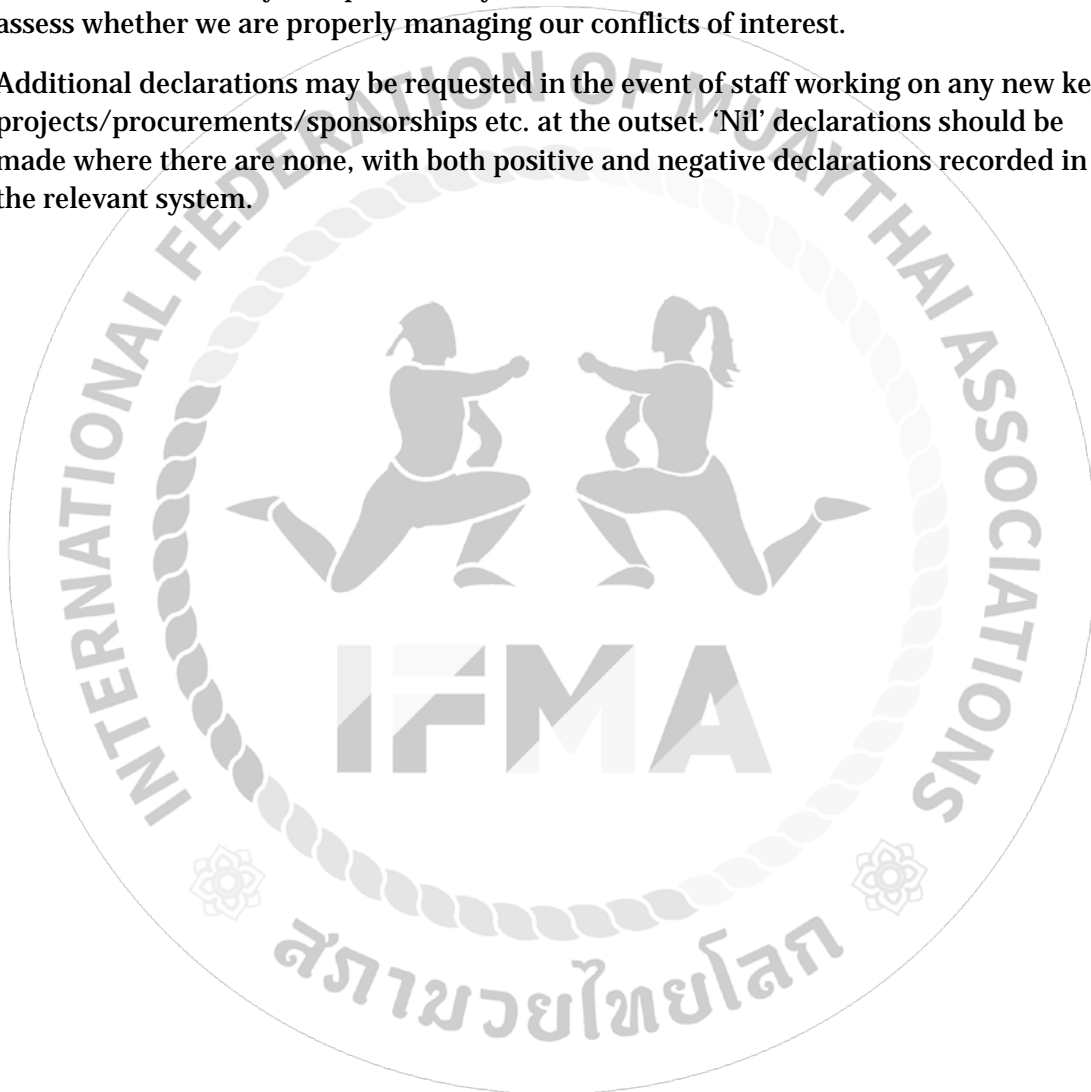 assess whether we are properly managing our conflicts of interest.
Additional declarations may be requested in the event of staff working on any new ke
projects/procurements/sponsorships etc. at the outset. ‘Nil’ declarations should be
made where there are none, with both positive and negative declarations recorded in
the relevant system.
INTERNATIONAL FEDERATION OF MUAYTHAI ASSOCIATIONS
IFMA
สภามวยไทยโลก